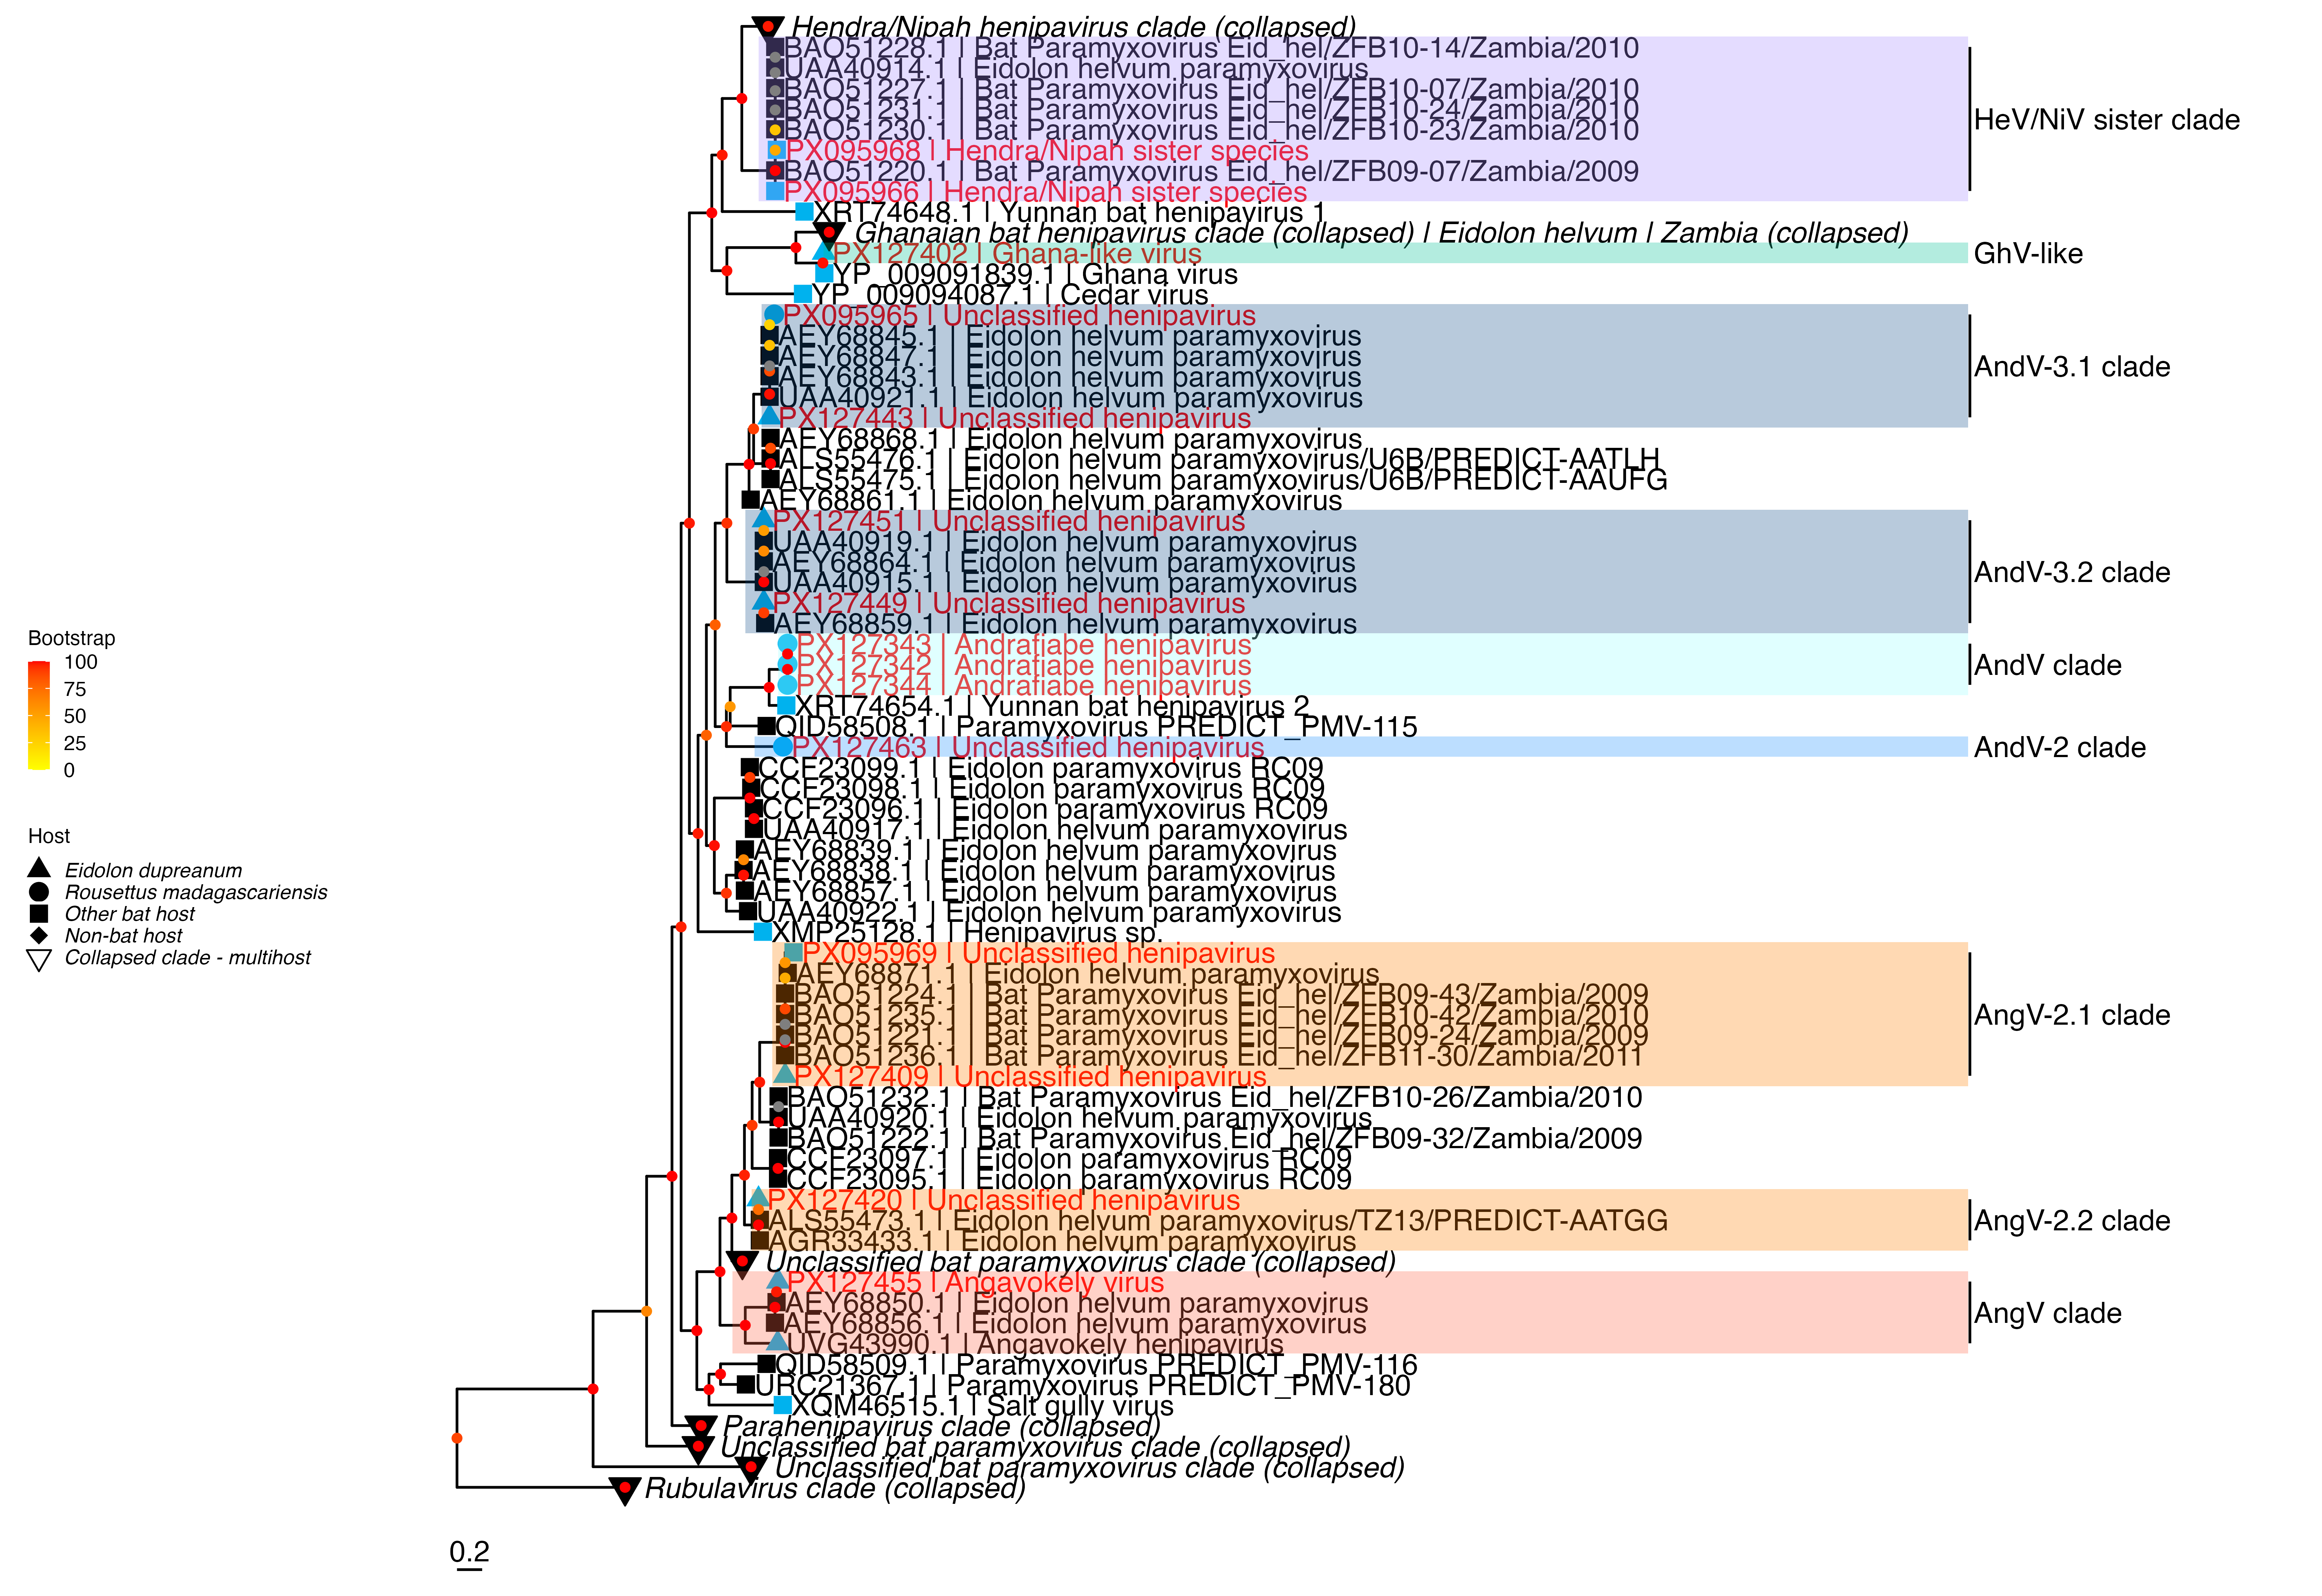 Hendra/Nipah henipavirus clade (collapsed)
BAO51228.1 | Bat Paramyxovirus Eid_hel/ZFB10-14/Zambia/2010
UAA40914.1 | Eidolon helvum paramyxovirus
BAO51227.1 | Bat Paramyxovirus Eid_hel/ZFB10-07/Zambia/2010
BAO51231.1 | Bat Paramyxovirus Eid_hel/ZFB10-24/Zambia/2010
BAO51230.1 | Bat Paramyxovirus Eid_hel/ZFB10-23/Zambia/2010
PX095968 | Hendra/Nipah sister species
BAO51220.1 | Bat Paramyxovirus Eid_hel/ZFB09-07/Zambia/2009
PX095966 | Hendra/Nipah sister species
HeV/NiV sister clade
XRT74648.1 | Yunnan bat henipavirus 1
Ghanaian bat henipavirus clade (collapsed) | Eidolon helvum | Zambia (collapsed)
PX127402 | Ghana-like virus
GhV-like
YP_009091839.1 | Ghana virus
YP_009094087.1 | Cedar virus
PX095965 | Unclassified henipavirus
AEY68845.1 | Eidolon helvum paramyxovirus
AEY68847.1 | Eidolon helvum paramyxovirus
AEY68843.1 | Eidolon helvum paramyxovirus
UAA40921.1 | Eidolon helvum paramyxovirus
PX127443 | Unclassified henipavirus
AndV-3.1 clade
AEY68868.1 | Eidolon helvum paramyxovirus
ALS55476.1 | Eidolon helvum paramyxovirus/U6B/PREDICT-AATLH
ALS55475.1 | Eidolon helvum paramyxovirus/U6B/PREDICT-AAUFG
AEY68861.1 | Eidolon helvum paramyxovirus
PX127451 | Unclassified henipavirus
UAA40919.1 | Eidolon helvum paramyxovirus
AEY68864.1 | Eidolon helvum paramyxovirus
UAA40915.1 | Eidolon helvum paramyxovirus
PX127449 | Unclassified henipavirus
AEY68859.1 | Eidolon helvum paramyxovirus
AndV-3.2 clade
PX127343 | Andrafiabe henipavirus
PX127342 | Andrafiabe henipavirus
PX127344 | Andrafiabe henipavirus
AndV clade
XRT74654.1 | Yunnan bat henipavirus 2
QID58508.1 | Paramyxovirus PREDICT_PMV-115
PX127463 | Unclassified henipavirus
AndV-2 clade
CCF23099.1 | Eidolon paramyxovirus RC09
CCF23098.1 | Eidolon paramyxovirus RC09
CCF23096.1 | Eidolon paramyxovirus RC09
UAA40917.1 | Eidolon helvum paramyxovirus
AEY68839.1 | Eidolon helvum paramyxovirus
AEY68838.1 | Eidolon helvum paramyxovirus
AEY68857.1 | Eidolon helvum paramyxovirus
UAA40922.1 | Eidolon helvum paramyxovirus
XMP25128.1 | Henipavirus sp.
PX095969 | Unclassified henipavirus
AEY68871.1 | Eidolon helvum paramyxovirus
BAO51224.1 | Bat Paramyxovirus Eid_hel/ZFB09-43/Zambia/2009
BAO51235.1 | Bat Paramyxovirus Eid_hel/ZFB10-42/Zambia/2010
BAO51221.1 | Bat Paramyxovirus Eid_hel/ZFB09-24/Zambia/2009
BAO51236.1 | Bat Paramyxovirus Eid_hel/ZFB11-30/Zambia/2011
PX127409 | Unclassified henipavirus
AngV-2.1 clade
BAO51232.1 | Bat Paramyxovirus Eid_hel/ZFB10-26/Zambia/2010
UAA40920.1 | Eidolon helvum paramyxovirus
BAO51222.1 | Bat Paramyxovirus Eid_hel/ZFB09-32/Zambia/2009
CCF23097.1 | Eidolon paramyxovirus RC09
CCF23095.1 | Eidolon paramyxovirus RC09
PX127420 | Unclassified henipavirus
ALS55473.1 | Eidolon helvum paramyxovirus/TZ13/PREDICT-AATGG
AGR33433.1 | Eidolon helvum paramyxovirus
AngV-2.2 clade
Unclassified bat paramyxovirus clade (collapsed)
PX127455 | Angavokely virus
AEY68850.1 | Eidolon helvum paramyxovirus
AEY68856.1 | Eidolon helvum paramyxovirus
UVG43990.1 | Angavokely henipavirus
AngV clade
QID58509.1 | Paramyxovirus PREDICT_PMV-116
URC21367.1 | Paramyxovirus PREDICT_PMV-180
XQM46515.1 | Salt gully virus
Parahenipavirus clade (collapsed)
Unclassified bat paramyxovirus clade (collapsed)
Unclassified bat paramyxovirus clade (collapsed)
Rubulavirus clade (collapsed)
0.2
Bootstrap
100
75
50
25
0
Host
Eidolon dupreanum
Rousettus madagascariensis
Other bat host
Non-bat host
Collapsed clade - multihost